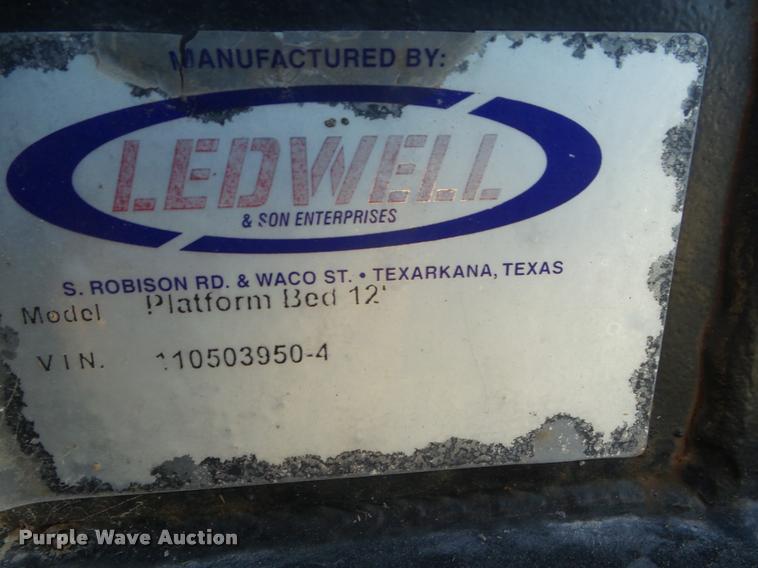 MANUFACTURED BY:
LEDWELL
& SON ENTERPRISES
S. ROBISON RD. & WACO ST. • TEXARKANA, TEXAS
Model Platform Bed 12'
VIN. 110503950-4
Purple Wave Auction